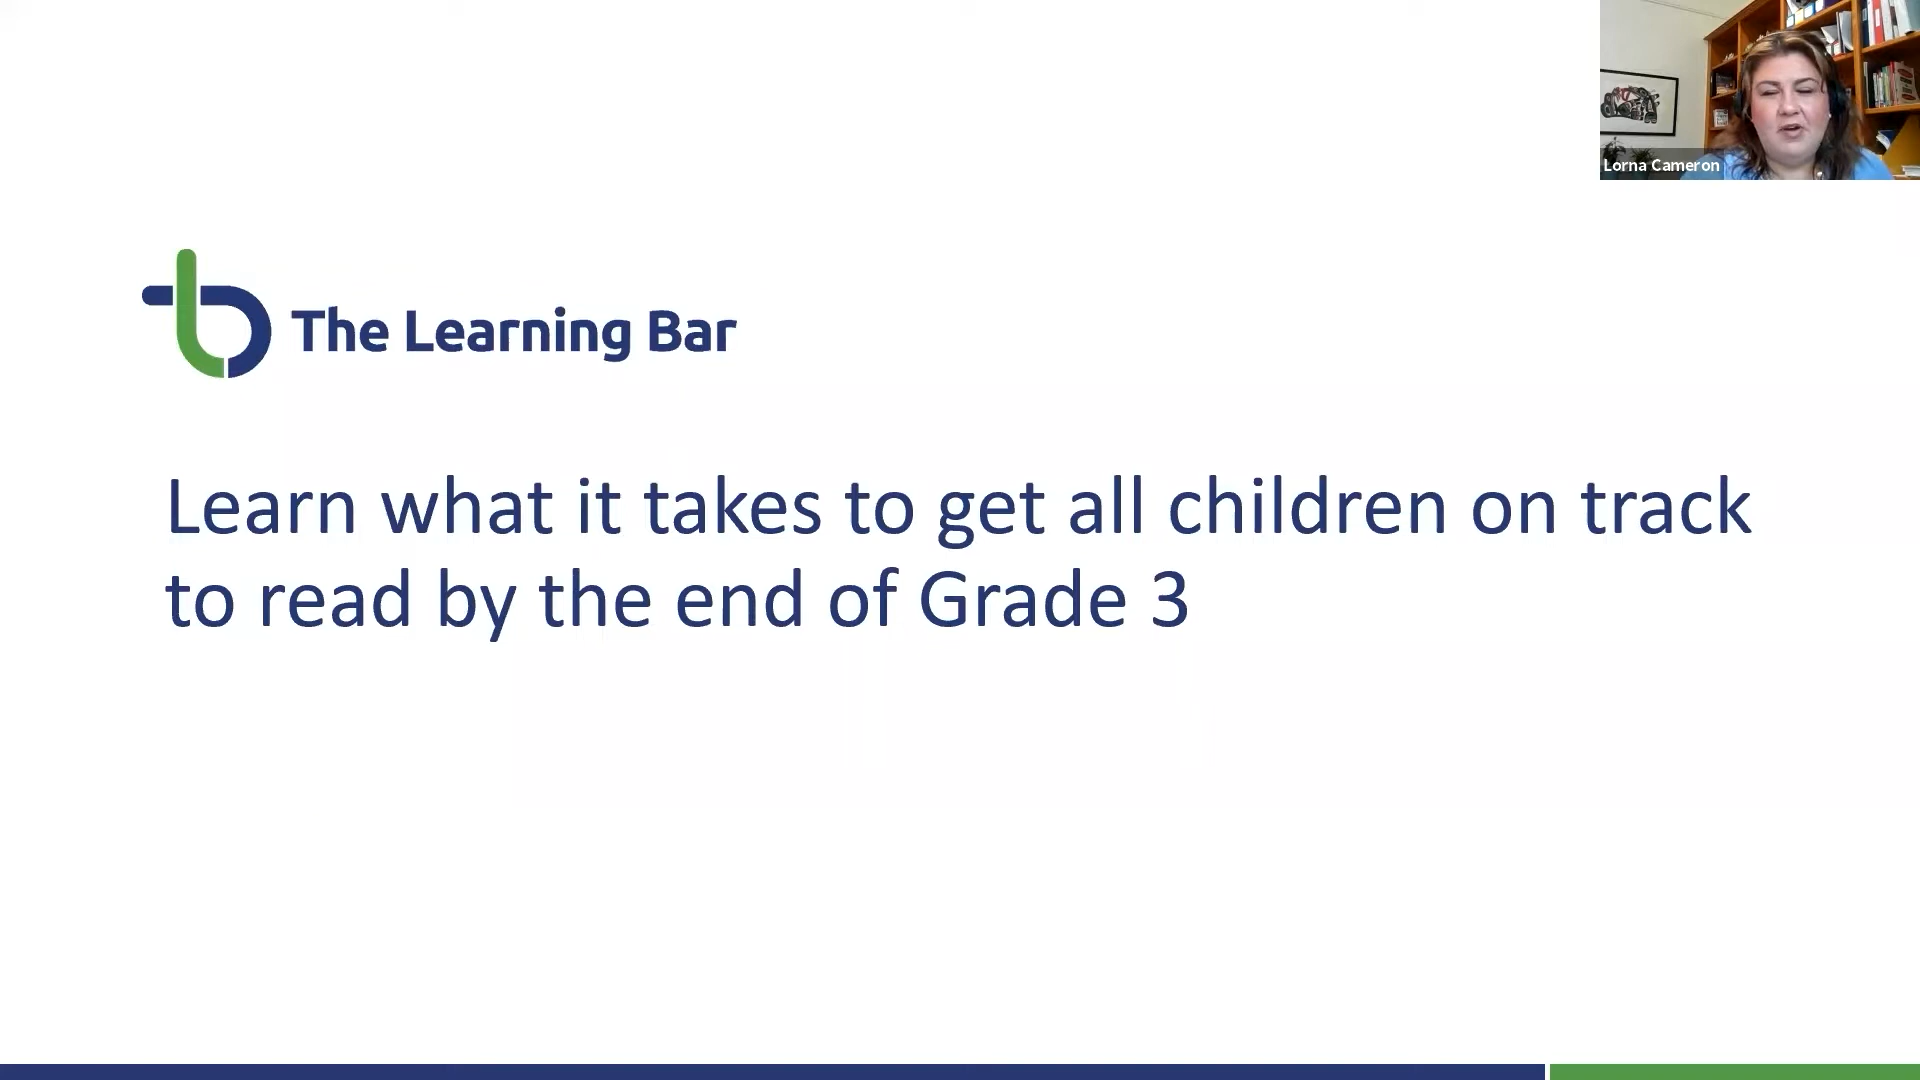 Lorna Cameron
The Learning Bar
Learn what it takes to get all children on track
to read by the end of Grade 3